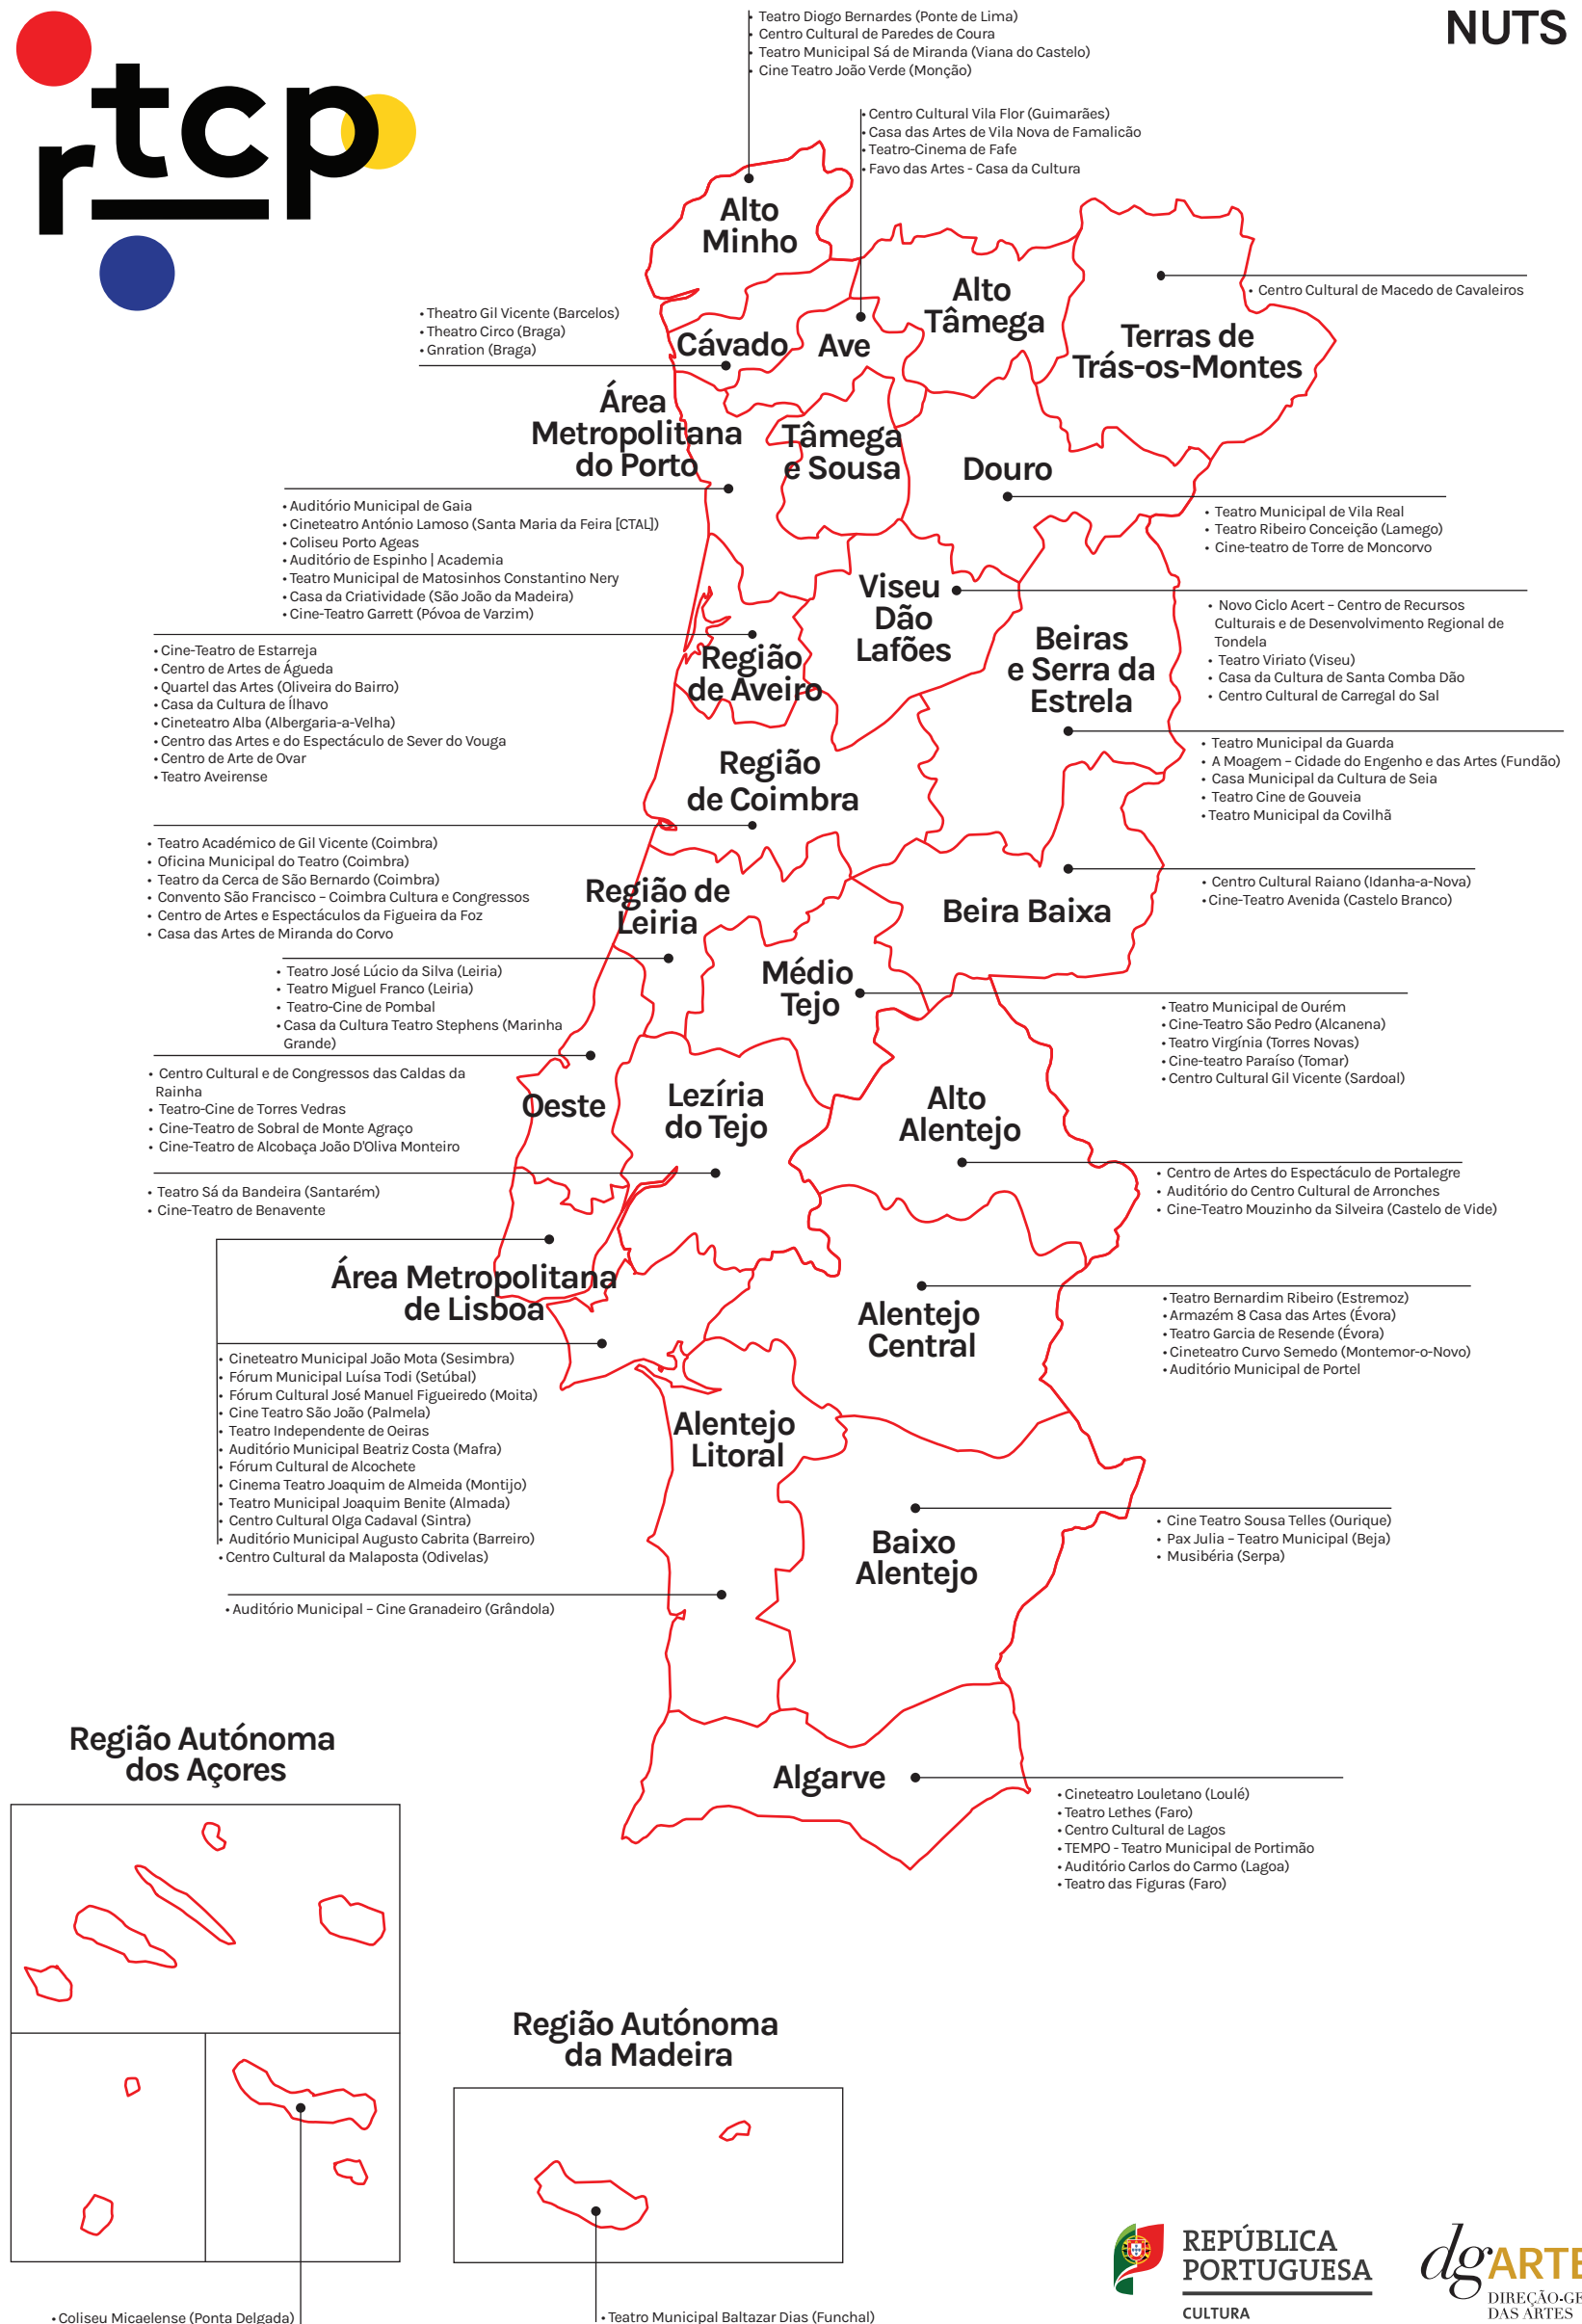 NUTS
rtcp
• Teatro Diogo Bernardes (Ponte de Lima)
• Centro Cultural de Paredes de Coura
• Teatro Municipal Sá de Miranda (Viana do Castelo)
• Cine Teatro João Verde (Monção)
• Centro Cultural Vila Flor (Guimarães)
• Casa das Artes de Vila Nova de Famalicão
• Teatro-Cinema de Fafe
• Favo das Artes - Casa da Cultura
Alto
Minho
Alto
Tâmega
• Centro Cultural de Macedo de Cavaleiros
Terras de
Trás-os-Montes
• Theatro Gil Vicente (Barcelos)
• Theatro Circo (Braga)
• Gnration (Braga)
Cávado
Ave
Área
Metropolitana
do Porto
Tâmega
e Sousa
Douro
• Auditório Municipal de Gaia
• Cineteatro António Lamoso (Santa Maria da Feira [CTAL])
• Coliseu Porto Ageas
• Auditório de Espinho | Academia
• Teatro Municipal de Matosinhos Constantino Nery
• Casa da Criatividade (São João da Madeira)
• Cine-Teatro Garrett (Póvoa de Varzim)
• Teatro Municipal de Vila Real
• Teatro Ribeiro Conceição (Lamego)
• Cine-teatro de Torre de Moncorvo
Viseu
Dão
Lafões
• Novo Ciclo Acert – Centro de Recursos
Culturais e de Desenvolvimento Regional de
Tondela
• Teatro Viriato (Viseu)
• Casa da Cultura de Santa Comba Dão
• Centro Cultural de Carregal do Sal
Beiras
e Serra da
Estrela
Região
de Aveiro
• Cine-Teatro de Estarreja
• Centro de Artes de Águeda
• Quartel das Artes (Oliveira do Bairro)
• Casa da Cultura de Ílhavo
• Cineteatro Alba (Albergaria-a-Velha)
• Centro das Artes e do Espectáculo de Sever do Vouga
• Centro de Arte de Ovar
• Teatro Aveirense
• Teatro Municipal da Guarda
• A Moagem – Cidade do Engenho e das Artes (Fundão)
• Casa Municipal da Cultura de Seia
• Teatro Cine de Gouveia
• Teatro Municipal da Covilhã
Região
de Coimbra
• Teatro Académico de Gil Vicente (Coimbra)
• Oficina Municipal do Teatro (Coimbra)
• Teatro da Cerca de São Bernardo (Coimbra)
• Convento São Francisco – Coimbra Cultura e Congressos
• Centro de Artes e Espectáculos da Figueira da Foz
• Casa das Artes de Miranda do Corvo
• Centro Cultural Raiano (Idanha-a-Nova)
• Cine-Teatro Avenida (Castelo Branco)
Região de
Leiria
Beira Baixa
• Teatro José Lúcio da Silva (Leiria)
• Teatro Miguel Franco (Leiria)
• Teatro-Cine de Pombal
• Casa da Cultura Teatro Stephens (Marinha
Grande)
Médio
Tejo
• Teatro Municipal de Ourém
• Cine-Teatro São Pedro (Alcanena)
• Teatro Virgínia (Torres Novas)
• Cine-teatro Paraíso (Tomar)
• Centro Cultural Gil Vicente (Sardoal)
• Centro Cultural e de Congressos das Caldas da
Rainha
• Teatro-Cine de Torres Vedras
• Cine-Teatro de Sobral de Monte Agraço
• Cine-Teatro de Alcobaça João D'Oliva Monteiro
Oeste
Lezíria
do Tejo
Alto
Alentejo
• Teatro Sá da Bandeira (Santarém)
• Cine-Teatro de Benavente
• Centro de Artes do Espectáculo de Portalegre
• Auditório do Centro Cultural de Arronches
• Cine-Teatro Mouzinho da Silveira (Castelo de Vide)
Área Metropolitana
de Lisboa
Alentejo
Central
• Teatro Bernardim Ribeiro (Estremoz)
• Armazém 8 Casa das Artes (Évora)
• Teatro Garcia de Resende (Évora)
• Cineteatro Curvo Semedo (Montemor-o-Novo)
• Auditório Municipal de Portel
• Cineteatro Municipal João Mota (Sesimbra)
• Fórum Municipal Luísa Todi (Setúbal)
• Fórum Cultural José Manuel Figueiredo (Moita)
• Cine Teatro São João (Palmela)
• Teatro Independente de Oeiras
• Auditório Municipal Beatriz Costa (Mafra)
• Fórum Cultural de Alcochete
• Cinema Teatro Joaquim de Almeida (Montijo)
• Teatro Municipal Joaquim Benite (Almada)
• Centro Cultural Olga Cadaval (Sintra)
• Auditório Municipal Augusto Cabrita (Barreiro)
• Centro Cultural da Malaposta (Odivelas)
Alentejo
Litoral
Baixo
Alentejo
• Cine Teatro Sousa Telles (Ourique)
• Pax Julia – Teatro Municipal (Beja)
• Musibéria (Serpa)
• Auditório Municipal – Cine Granadeiro (Grândola)
Algarve
• Cineteatro Louletano (Loulé)
• Teatro Lethes (Faro)
• Centro Cultural de Lagos
• TEMPO - Teatro Municipal de Portimão
• Auditório Carlos do Carmo (Lagoa)
• Teatro das Figuras (Faro)
Região Autónoma
dos Açores
• Coliseu Micaelense (Ponta Delgada)
Região Autónoma
da Madeira
• Teatro Municipal Baltazar Dias (Funchal)
REPÚBLICA
PORTUGUESA
CULTURA
dgARTE
DIREÇÃO-GE
DAS ARTES